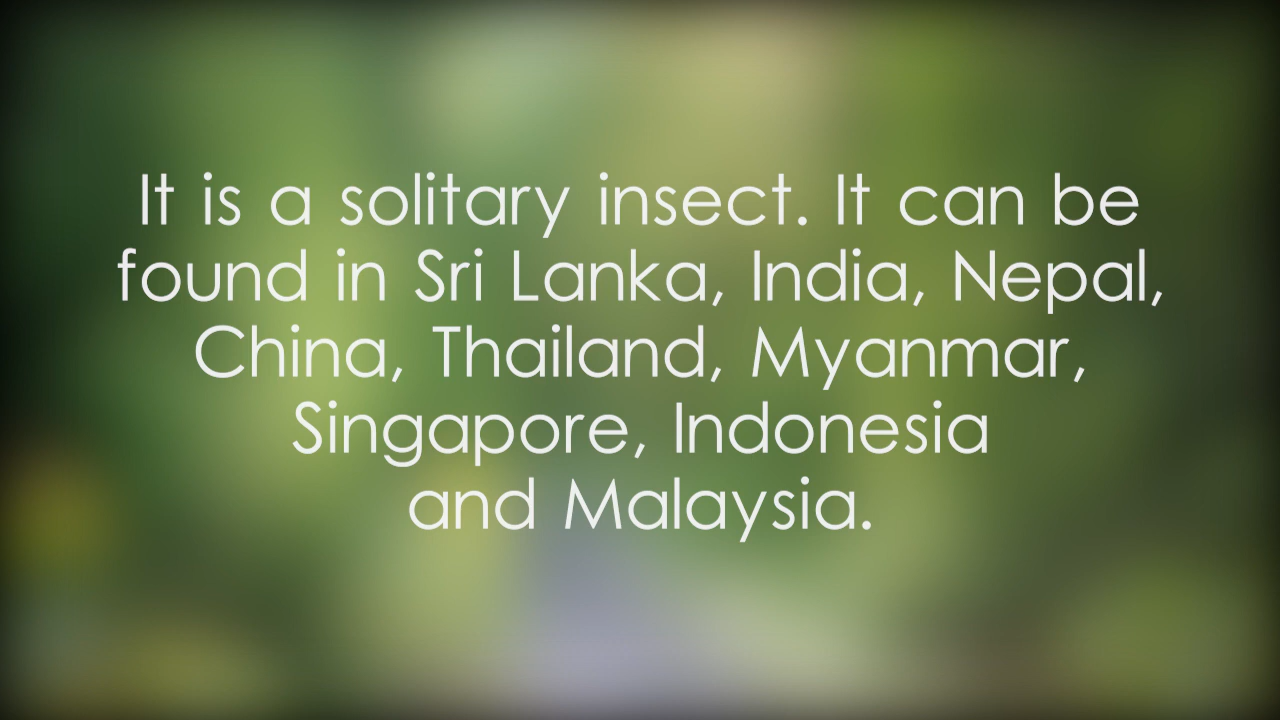 It is a solitary insect. It can be
found in Sri Lanka, India, Nepal,
China, Thailand, Myanmar,
Singapore, Indonesia
and Malaysia.